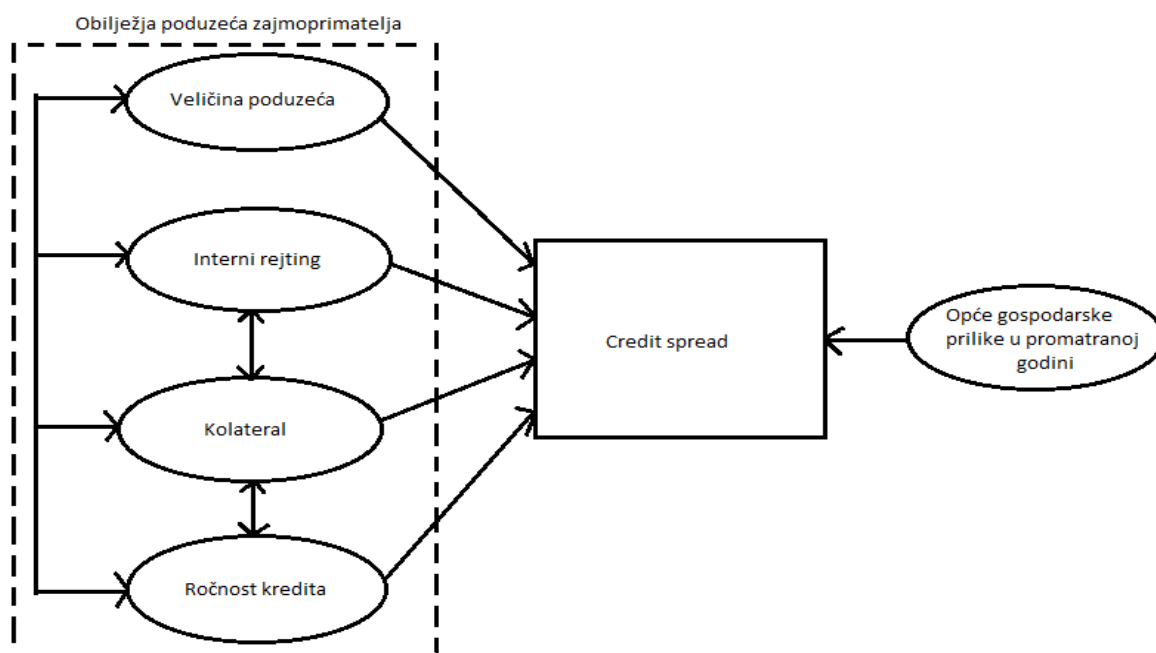 Obilježja poduzeća zajmoprimatelja
Veličina poduzeća
Interni rejting
Kolateral
Ročnost kredita
Credit spread
Opće gospodarske
prilike u promatranoj
godini